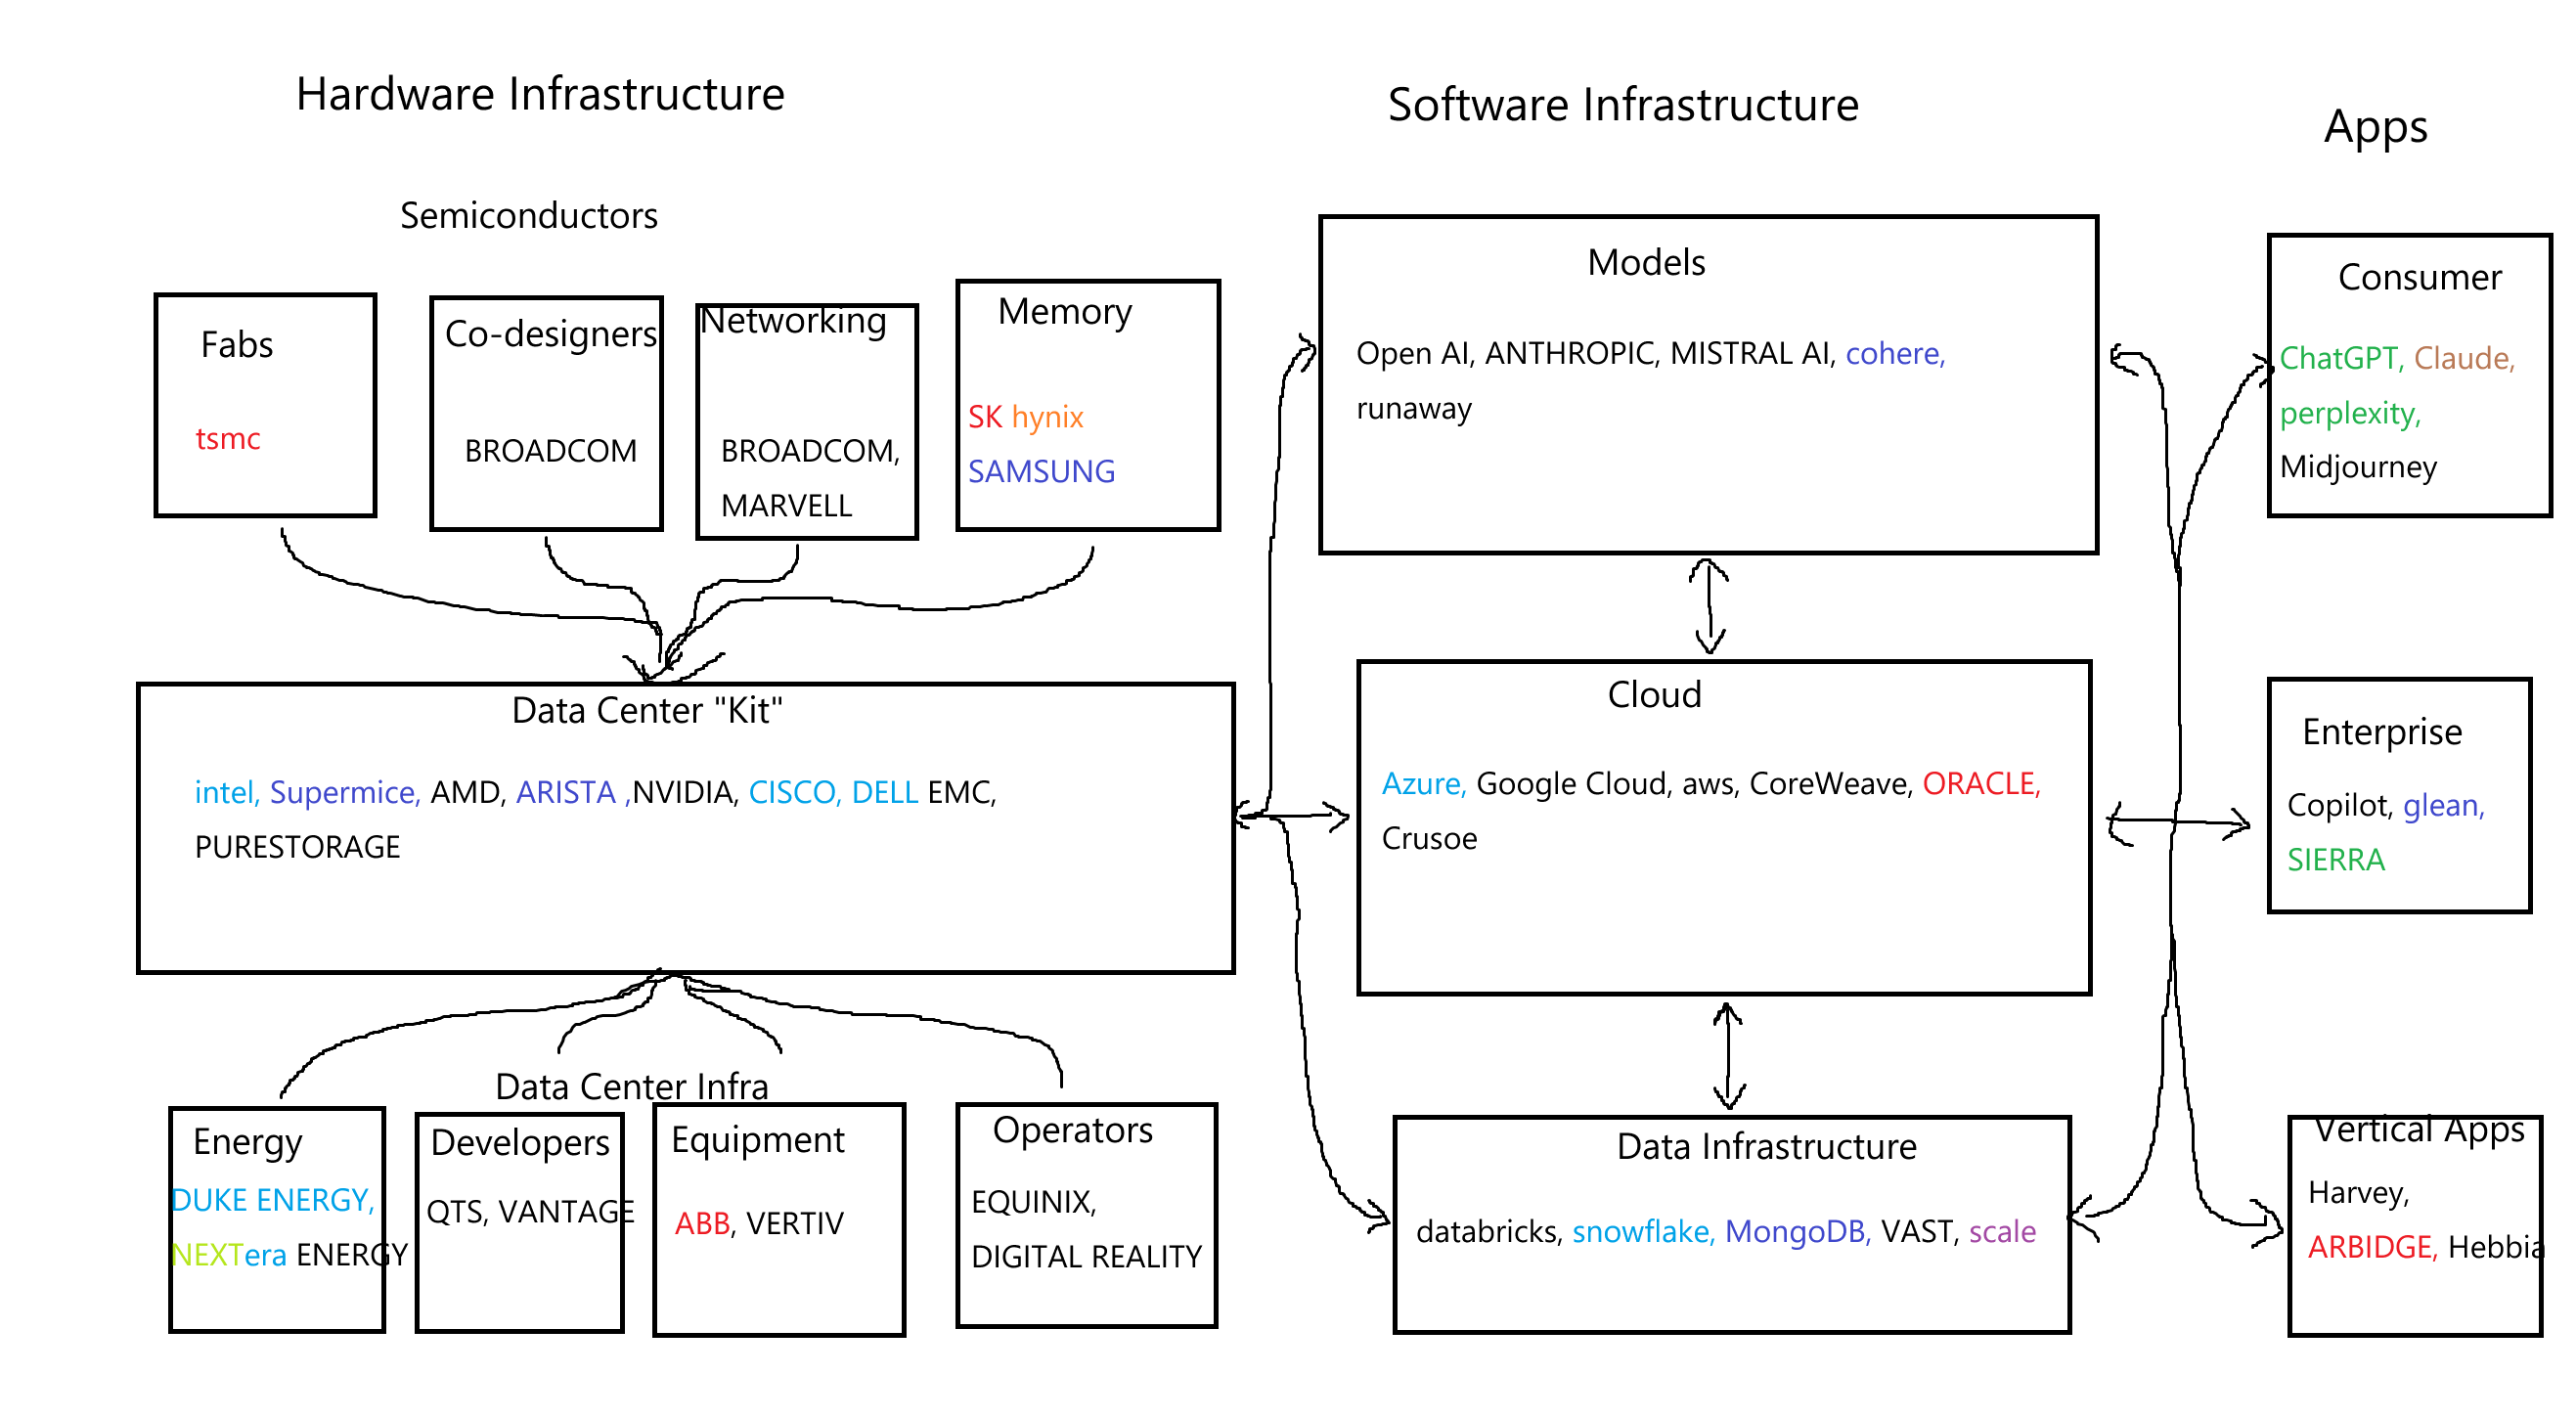 Hardware Infrastructure
Software Infrastructure
Apps
Semiconductors
Fabs
tsmc
Co-designers
BROADCOM
Networking
BROADCOM,
MARVELL
Memory
SK hynix
SAMSUNG
Data Center "Kit"
intel, Supermice, AMD, ARISTA ,NVIDIA, CISCO, DELL EMC,
PURESTORAGE
Data Center Infra
Energy
DUKE ENERGY,
NEXTera ENERGY
Developers
QTS, VANTAGE
Equipment
ABB, VERTIV
Operators
EQUINIX,
DIGITAL REALITY
Models
Open AI, ANTHROPIC, MISTRAL AI, cohere,
runaway
Cloud
Azure, Google Cloud, aws, CoreWeave, ORACLE,
Crusoe
Data Infrastructure
databricks, snowflake, MongoDB, VAST, scale
Consumer
ChatGPT, Claude,
perplexity,
Midjourney
Enterprise
Copilot, glean,
SIERRA
Vertical Apps
Harvey,
ARBIDGE, Hebbia